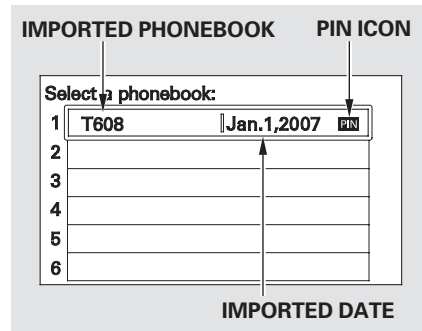 IMPORTED PHONEBOOK PIN ICON
Select a phonebook:
1 T608 Jan.1,2007 PIN
2
3
4
5
6
IMPORTED DATE